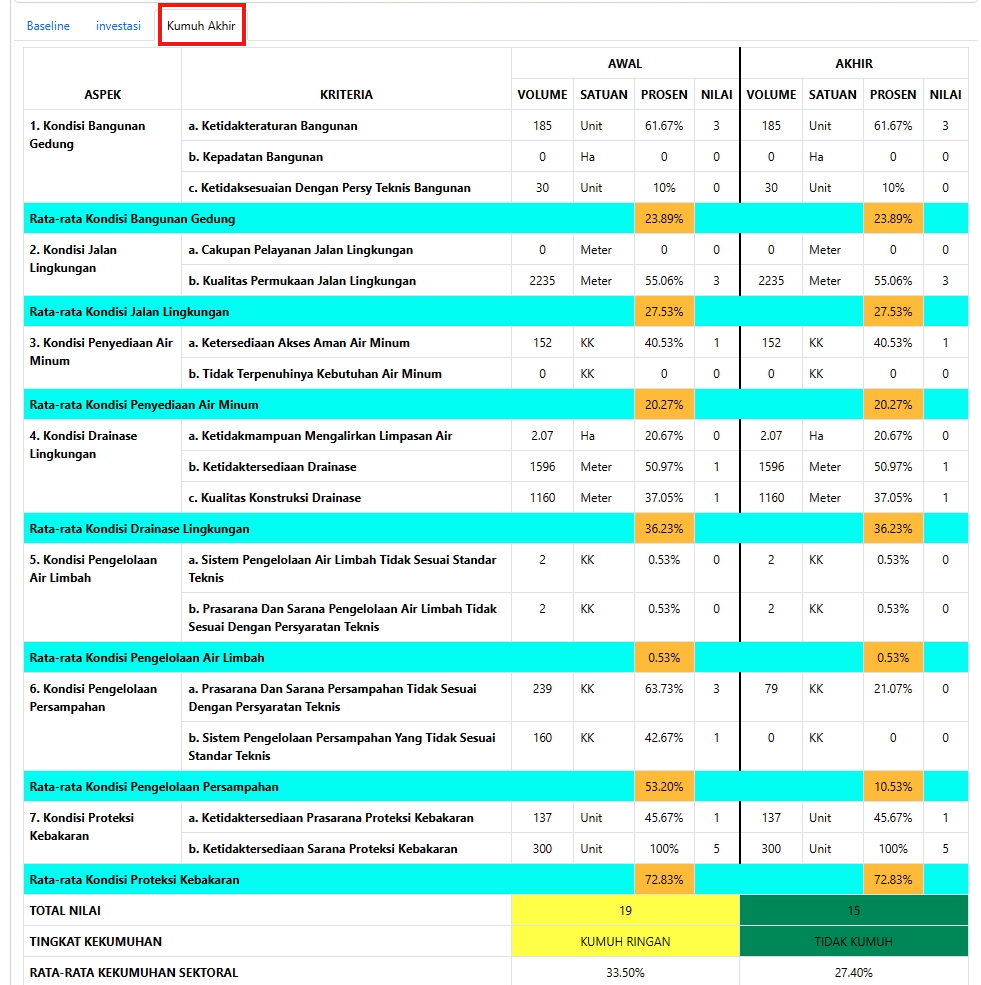 Baseline investasi Kumuh Akhir
AWAL AKHIR
ASPEK KRITERIA VOLUME SATUAN PROSEN NILAI VOLUME SATUAN PROSEN NILAI
1. Kondisi Bangunan Gedung a. Ketidakteraturan Bangunan 185 Unit 61.67% 3 185 Unit 61.67% 3
b. Kepadatan Bangunan 0 Ha 0 0 0 Ha 0 0
c. Ketidaksesuaian Dengan Persy Teknis Bangunan 30 Unit 10% 0 30 Unit 10% 0
Rata-rata Kondisi Bangunan Gedung 23.89% 23.89%
2. Kondisi Jalan Lingkungan a. Cakupan Pelayanan Jalan Lingkungan 0 Meter 0 0 0 Meter 0 0
b. Kualitas Permukaan Jalan Lingkungan 2235 Meter 55.06% 3 2235 Meter 55.06% 3
Rata-rata Kondisi Jalan Lingkungan 27.53% 27.53%
3. Kondisi Penyediaan Air Minum a. Ketersediaan Akses Aman Air Minum 152 KK 40.53% 1 152 KK 40.53% 1
b. Tidak Terpenuhinya Kebutuhan Air Minum 0 KK 0 0 0 KK 0 0
Rata-rata Kondisi Penyediaan Air Minum 20.27% 20.27%
4. Kondisi Drainase Lingkungan a. Ketidakmampuan Mengalirkan Limpasan Air 2.07 Ha 20.67% 0 2.07 Ha 20.67% 0
b. Ketidaktersediaan Drainase 1596 Meter 50.97% 1 1596 Meter 50.97% 1
c. Kualitas Konstruksi Drainase 1160 Meter 37.05% 1 1160 Meter 37.05% 1
Rata-rata Kondisi Drainase Lingkungan 36.23% 36.23%
5. Kondisi Pengelolaan Air Limbah a. Sistem Pengelolaan Air Limbah Tidak Sesuai Standar Teknis 2 KK 0.53% 0 2 KK 0.53% 0
b. Prasarana Dan Sarana Pengelolaan Air Limbah Tidak Sesuai Dengan Persyaratan Teknis 2 KK 0.53% 0 2 KK 0.53% 0
Rata-rata Kondisi Pengelolaan Air Limbah 0.53% 0.53%
6. Kondisi Pengelolaan Persampahan a. Prasarana Dan Sarana Persampahan Tidak Sesuai Dengan Persyaratan Teknis 239 KK 63.73% 3 79 KK 21.07% 0
b. Sistem Pengelolaan Persampahan Yang Tidak Sesuai Standar Teknis 160 KK 42.67% 1 0 KK 0 0
Rata-rata Kondisi Pengelolaan Persampahan 53.20% 10.53%
7. Kondisi Proteksi Kebakaran a. Ketidaktersediaan Prasarana Proteksi Kebakaran 137 Unit 45.67% 1 137 Unit 45.67% 1
b. Ketidaktersediaan Sarana Proteksi Kebakaran 300 Unit 100% 5 300 Unit 100% 5
Rata-rata Kondisi Proteksi Kebakaran 72.83% 72.83%
TOTAL NILAI 19 15
TINGKAT KEKUMUHAN KUMUH RINGAN TIDAK KUMUH
RATA-RATA KEKUMUHAN SEKTORAL 33.50% 27.40%